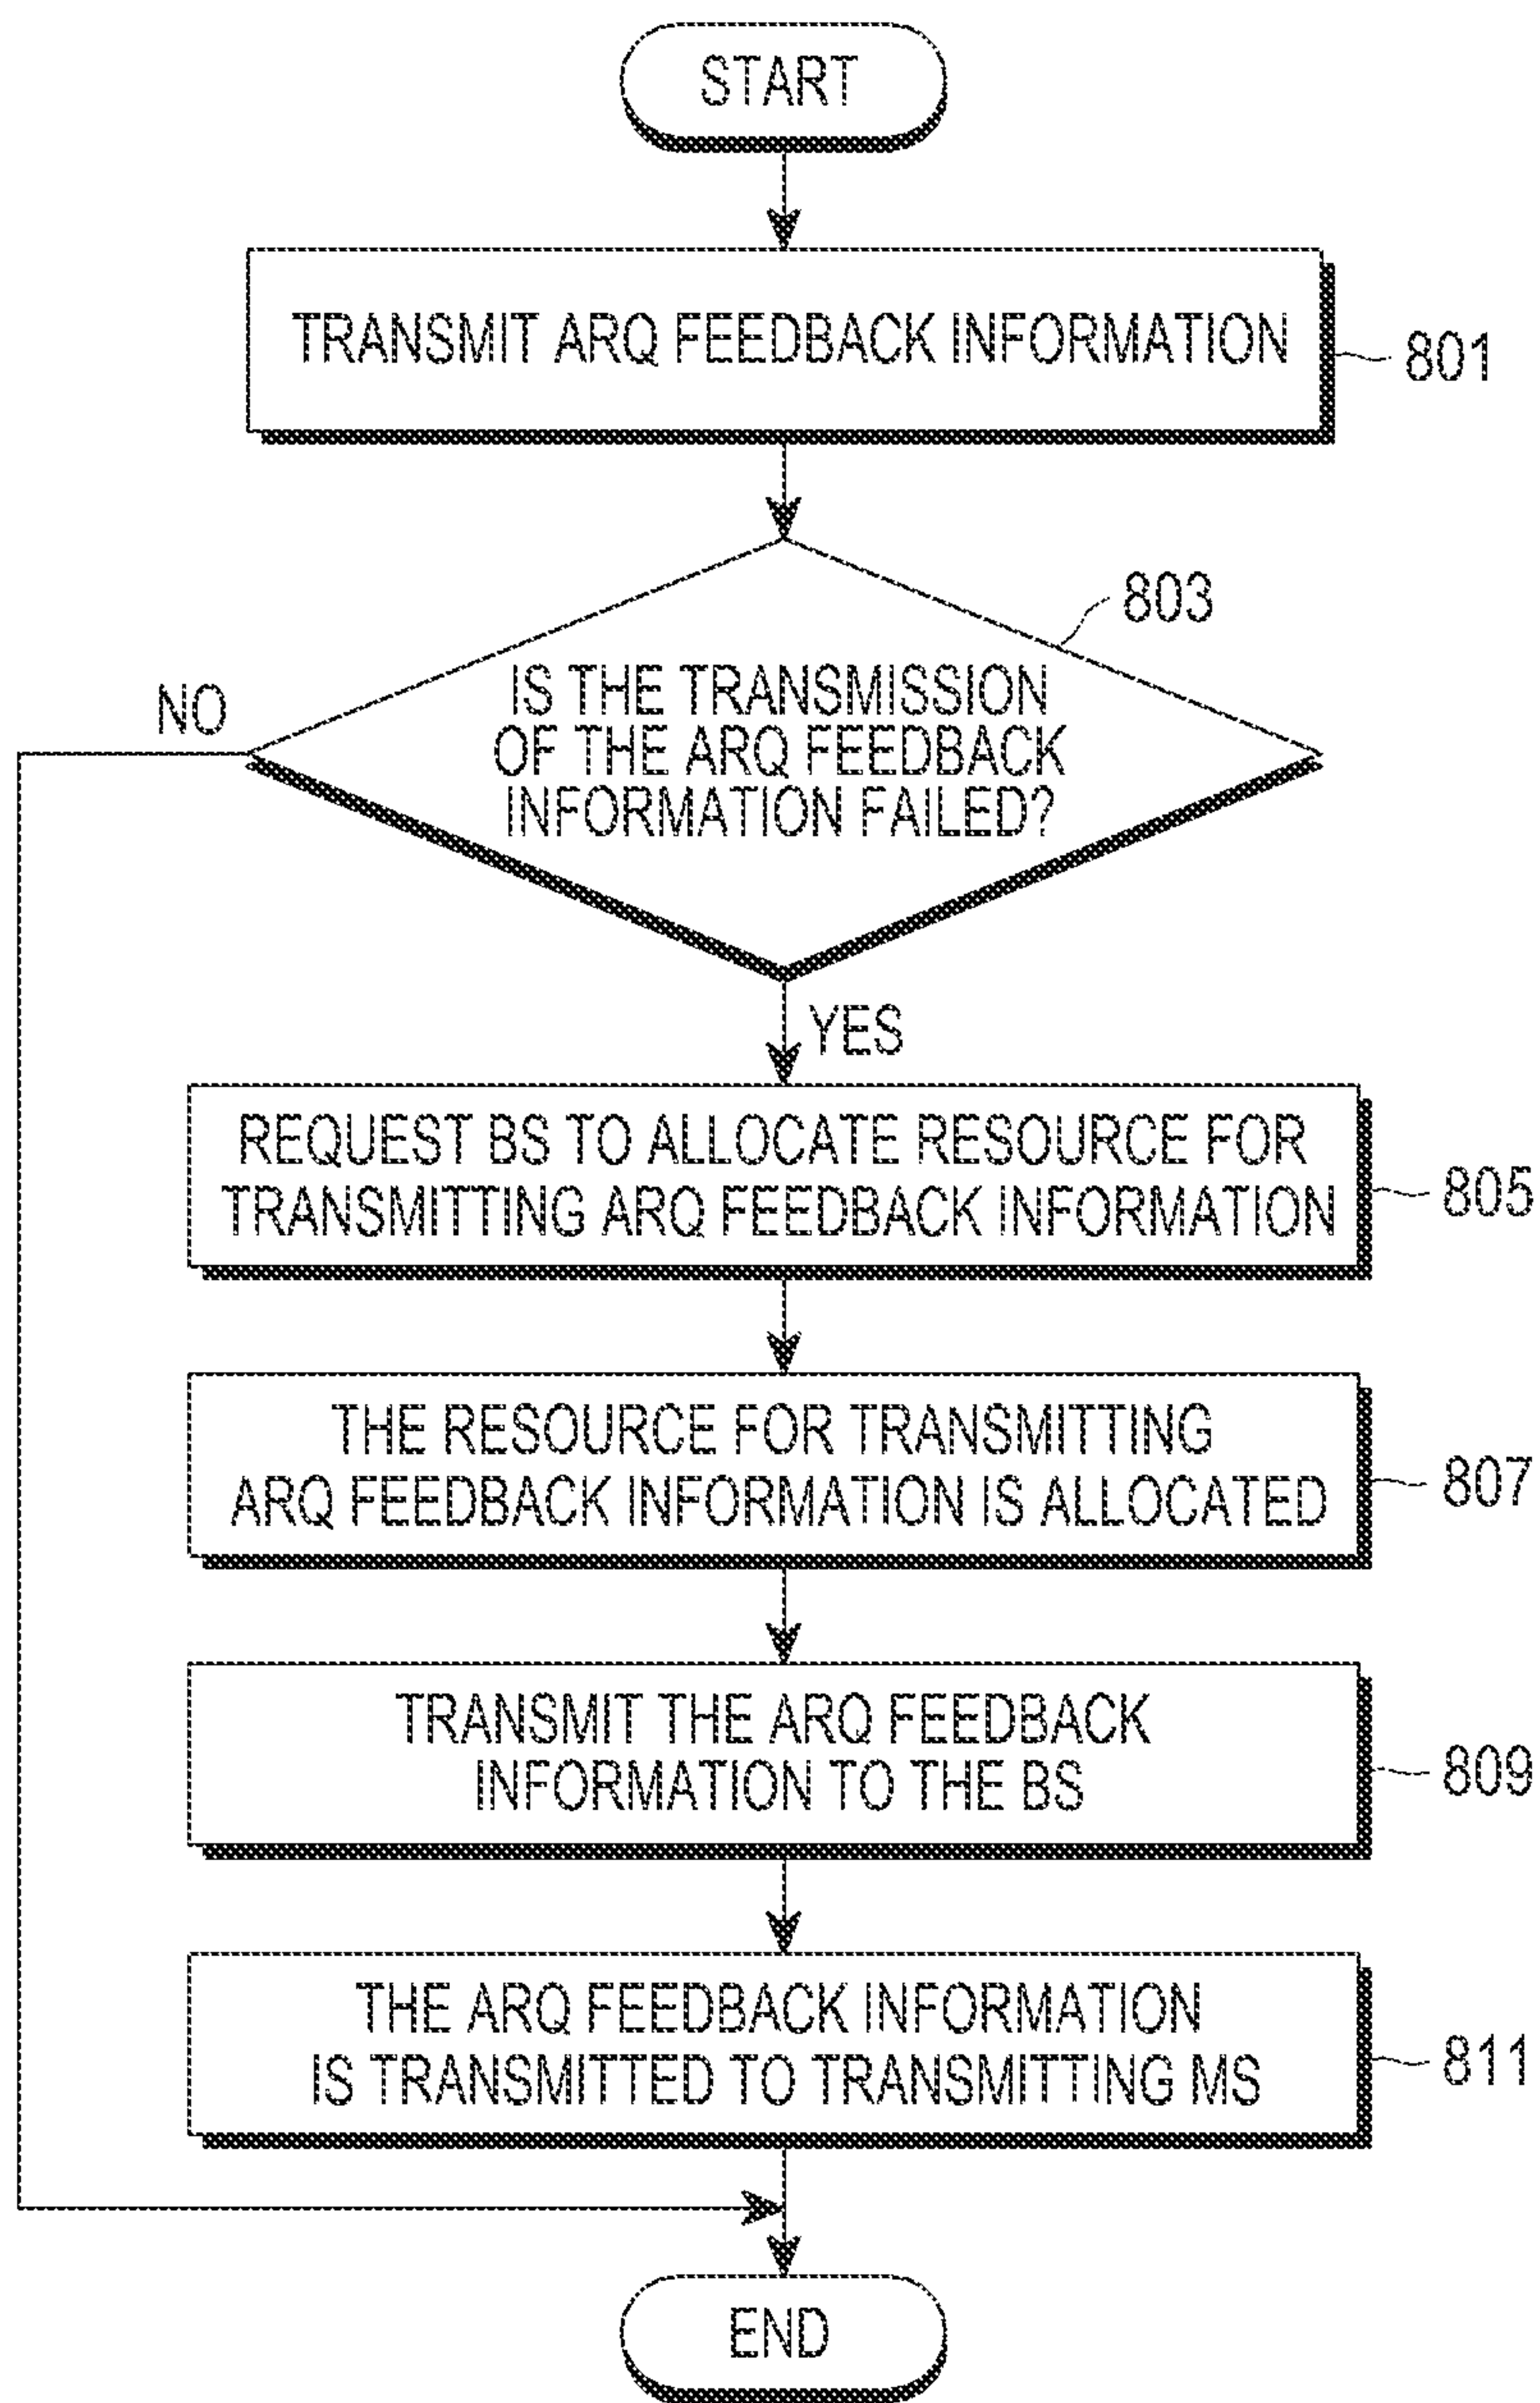 START
TRANSMIT ARQ FEEDBACK INFORMATION
801
803
IS THE TRANSMISSION
OF THE ARQ FEEDBACK
INFORMATION FAILED?
NO
YES
REQUEST BS TO ALLOCATE RESOURCE FOR
TRANSMITTING ARQ FEEDBACK INFORMATION
805
THE RESOURCE FOR TRANSMITTING
ARQ FEEDBACK INFORMATION IS ALLOCATED
807
TRANSMIT THE ARQ FEEDBACK
INFORMATION TO THE BS
809
THE ARQ FEEDBACK INFORMATION
IS TRANSMITTED TO TRANSMITTING MS
811
END